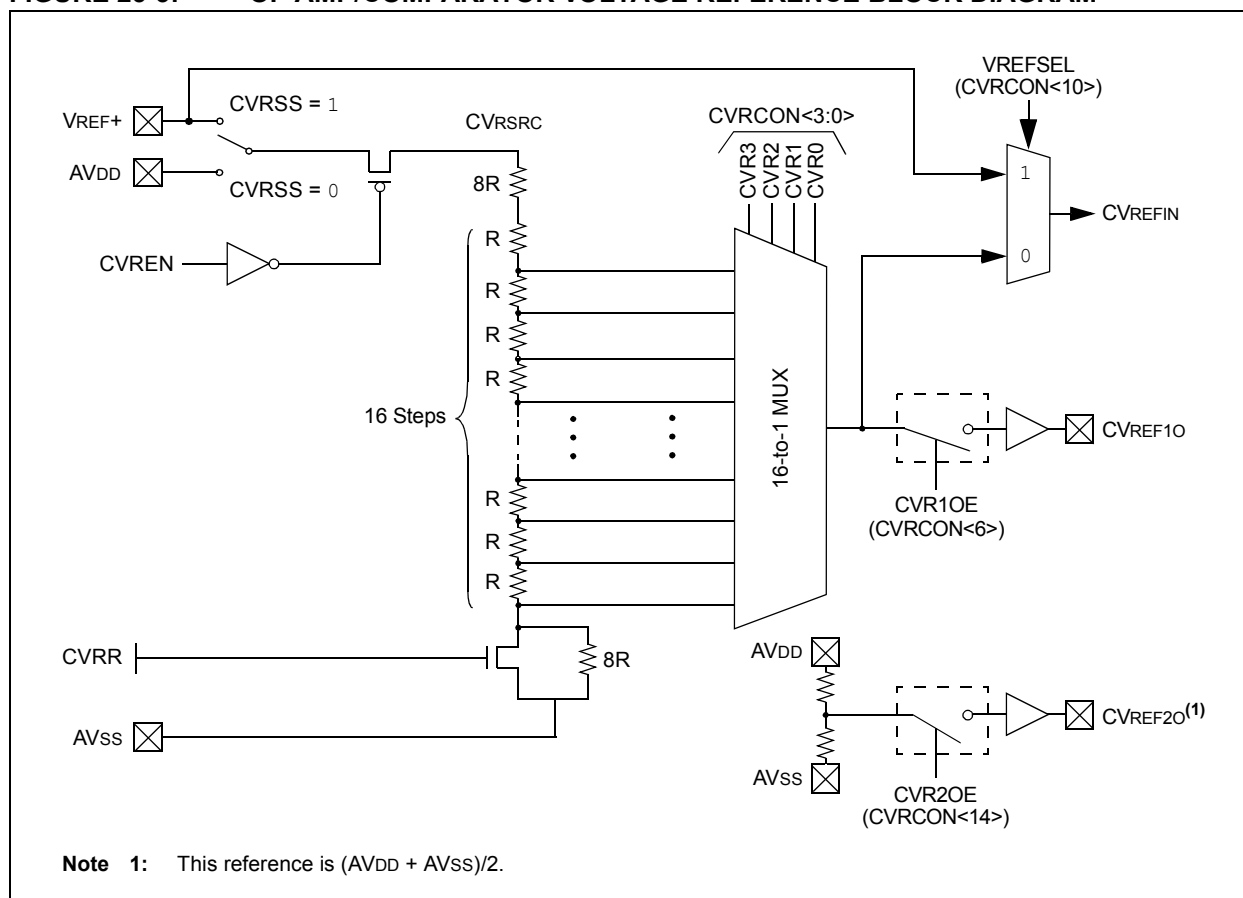 VREF+
CVRSS = 1
AVDD
CVRSS = 0
CVREN
CVRSRC
8R
R
R
R
R
16 Steps
R
R
R
CVRR
8R
AVSS
CVRCON<3:0>
CVR3
CVR2
CVR1
CVR0
16-to-1 MUX
VREFSEL
(CVRCON<10>)
1
0
CVREFIN
CVREF1O
CVR1OE
(CVRCON<6>)
AVDD
AVSS
CVREF2O(1)
CVR2OE
(CVRCON<14>)
Note 1: This reference is (AVDD + AVSS)/2.